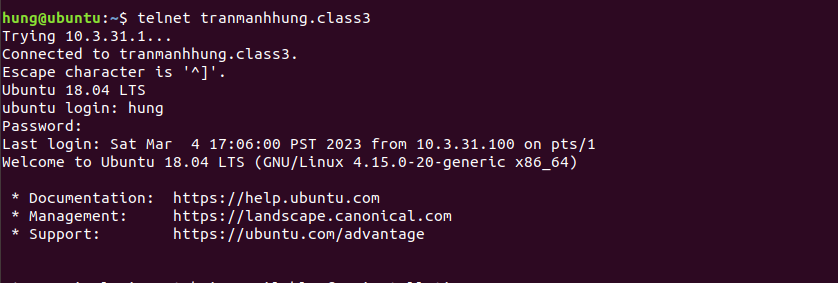 hung@ubuntu:~$ telnet tranmanhhung.class3
Trying 10.3.31.1...
Connected to tranmanhhung.class3.
Escape character is '^]'.
Ubuntu 18.04 LTS
ubuntu login: hung
Password:
Last login: Sat Mar  4 17:06:00 PST 2023 from 10.3.31.100 on pts/1
Welcome to Ubuntu 18.04 LTS (GNU/Linux 4.15.0-20-generic x86_64)
 * Documentation:  https://help.ubuntu.com
 * Management:     https://landscape.canonical.com
 * Support:        https://ubuntu.com/advantage